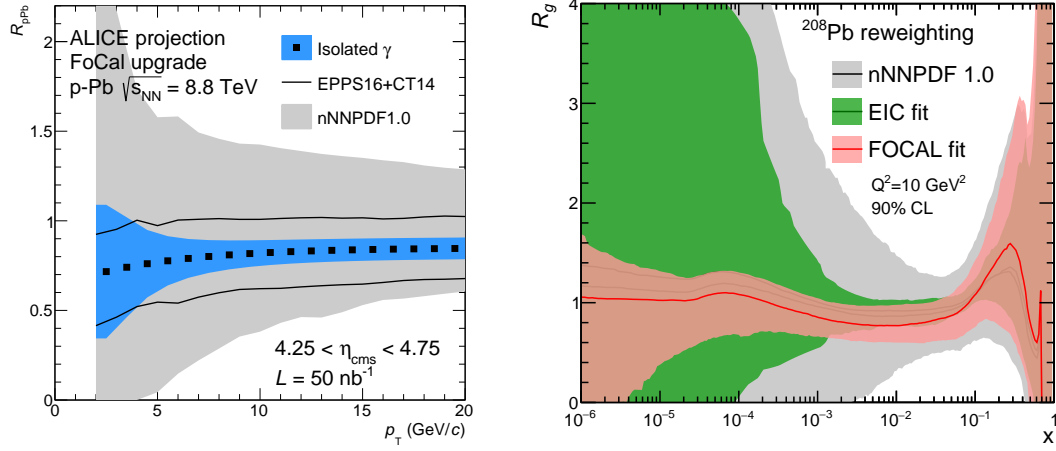 R_pPb
2
1.5
1
0.5
0
ALICE projection
FoCal upgrade
p-Pb √s_NN = 8.8 TeV
Isolated γ
EPPS16+CT14
nNNPDF1.0
4.25 < η_cms < 4.75
L = 50 nb⁻¹
0 5 10 15 20
p_T (GeV/c)
R_g
4
3
2
1
0
²⁰⁸Pb reweighting
nNNPDF 1.0
EIC fit
FOCAL fit
Q²=10 GeV²
90% CL
10⁻⁶ 10⁻⁵ 10⁻⁴ 10⁻³ 10⁻² 10⁻¹ 1
x